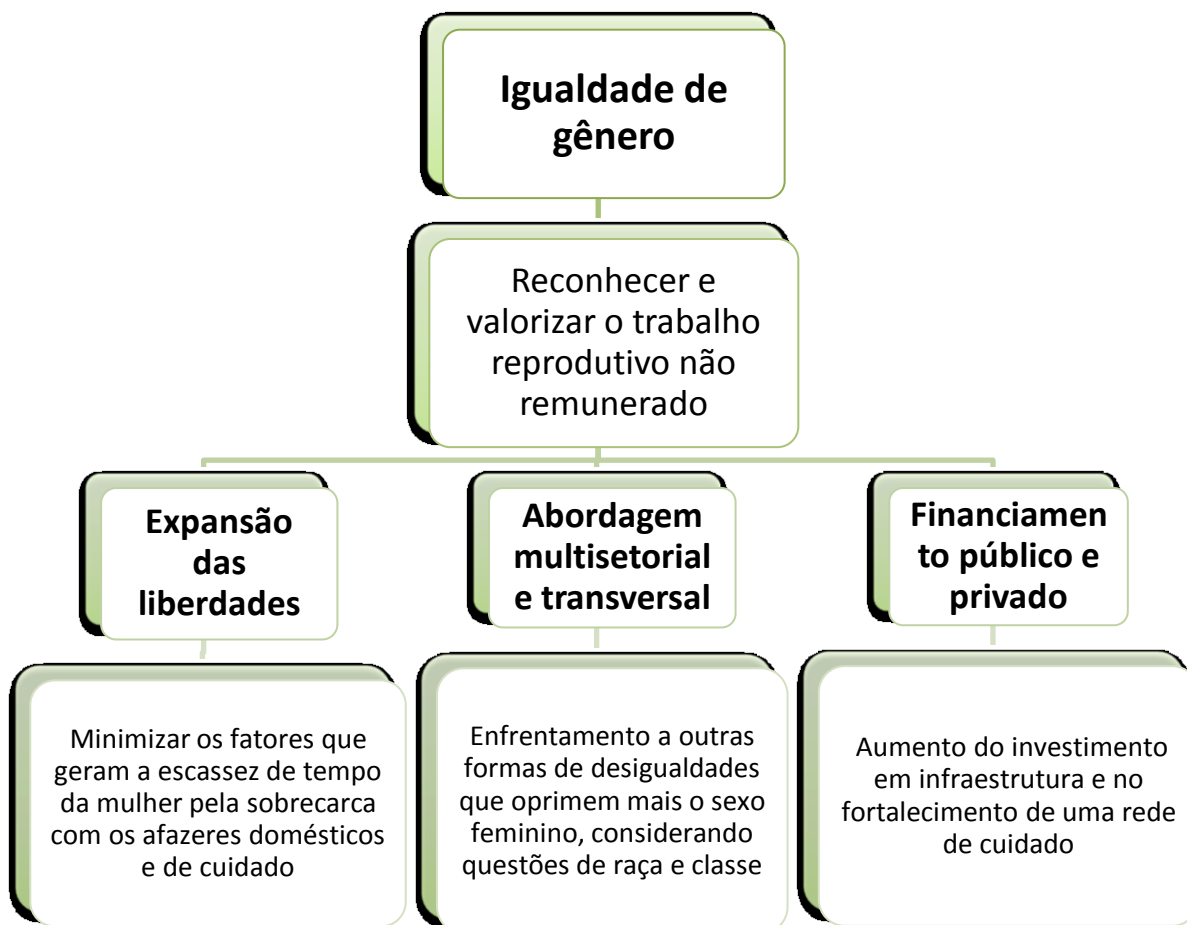 Igualdade de
gênero
Reconhecer e
valorizar o trabalho
reprodutivo não
remunerado
Expansão
das
liberdades
Abordagem
multisetorial
e transversal
Financiamen
to público e
privado
Minimizar os fatores que
geram a escassez de tempo
da mulher pela sobrecarca
com os afazeres domésticos
e de cuidado
Enfrentamento a outras
formas de desigualdades
que oprimem mais o sexo
feminino, considerando
questões de raça e classe
Aumento do investimento
em infraestrutura e no
fortalecimento de uma rede
de cuidado